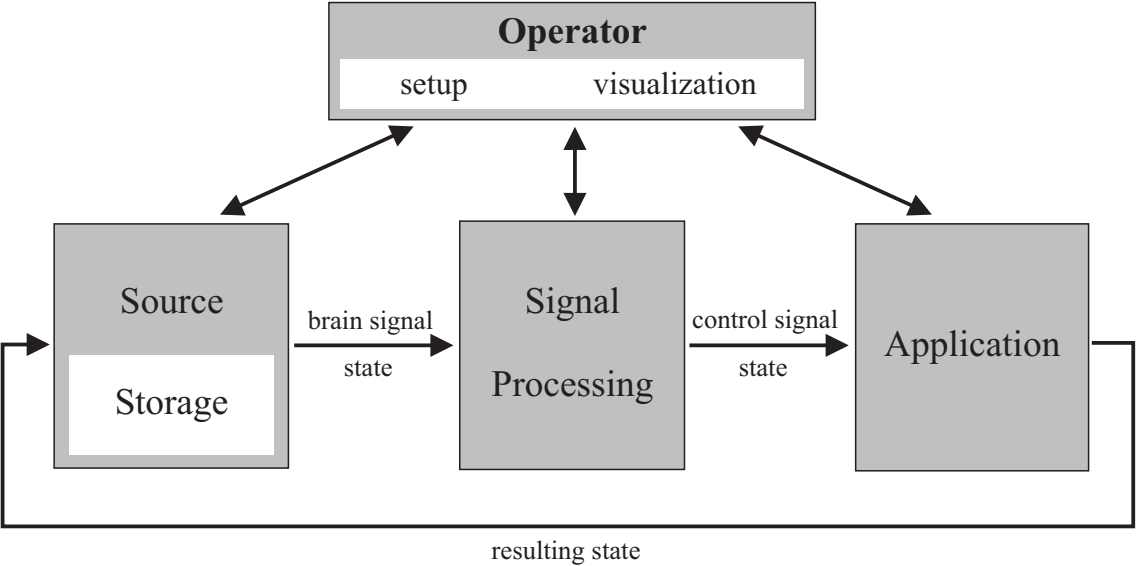 Operator
setup visualization
Source
Storage
brain signal
state
Signal
Processing
control signal
state
Application
resulting state